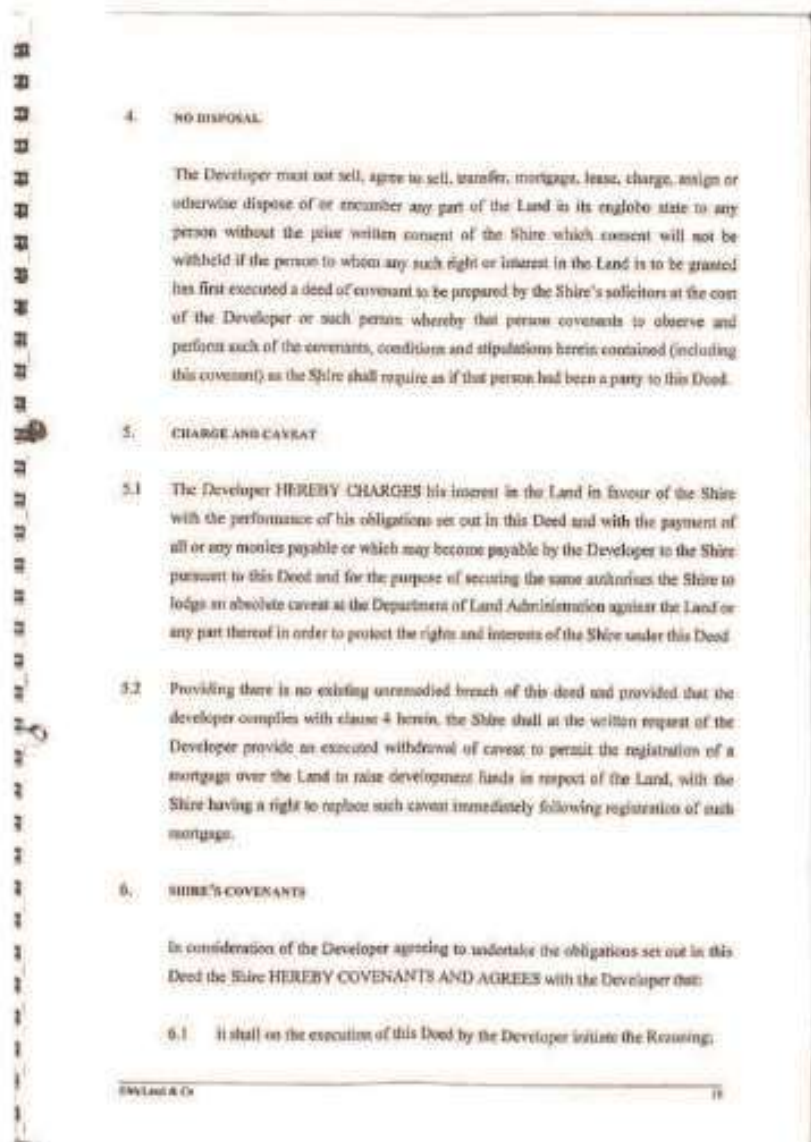 4. NO DISPOSAL
The Developer must not sell, agree to sell, transfer, mortgage, lease, charge, assign or
otherwise dispose of or encumber any part of the Land in its englobo state to any
person without the prior written consent of the Shire which consent will not be
withheld if the person to whom any such right or interest in the Land is to be granted
has first executed a deed of covenant to be prepared by the Shire's solicitors at the cost
of the Developer or such person whereby that person covenants to observe and
perform such of the covenants, conditions and stipulations herein contained (including
this covenant) as the Shire shall require as if that person had been a party to this Deed.
5. CHARGE AND CAVEAT
5.1 The Developer HEREBY CHARGES his interest in the Land in favour of the Shire
with the performance of his obligations set out in this Deed and with the payment of
all or any monies payable or which may become payable by the Developer to the Shire
pursuant to this Deed and for the purpose of securing the same authorises the Shire to
lodge an absolute caveat at the Department of Land Administration against the Land or
any part thereof in order to protect the rights and interests of the Shire under this Deed
5.2 Providing there is no existing unremedied breach of this deed and provided that the
developer complies with clause 4 herein, the Shire shall at the written request of the
Developer provide an executed withdrawal of caveat to permit the registration of a
mortgage over the Land to raise development funds in respect of the Land, with the
Shire having a right to replace such caveat immediately following registration of such
mortgage.
6. SHIRE'S COVENANTS
In consideration of the Developer agreeing to undertake the obligations set out in this
Deed the Shire HEREBY COVENANTS AND AGREES with the Developer that:
6.1 it shall on the execution of this Deed by the Developer initiate the Rezoning;
& Co